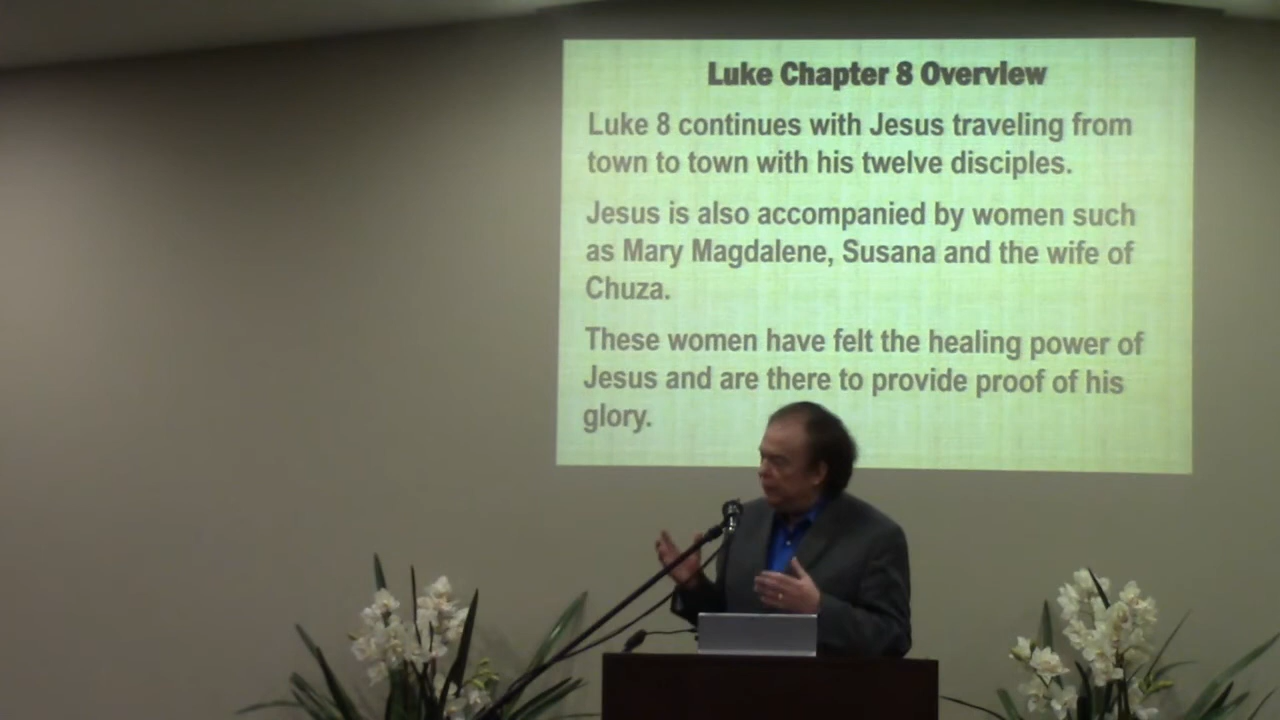 Luke Chapter 8 Overview
Luke 8 continues with Jesus traveling from
town to town with his twelve disciples.
Jesus is also accompanied by women such
as Mary Magdalene, Susana and the wife of
Chuza.
These women have felt the healing power of
Jesus and are there to provide proof of his
glory.